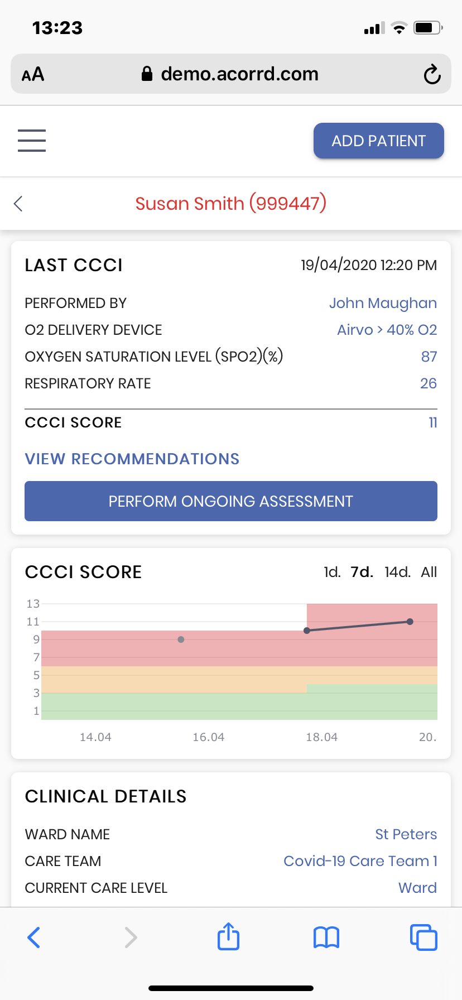 13:23
AA demo.acorrd.com
ADD PATIENT
Susan Smith (999447)
LAST CCCI 19/04/2020 12:20 PM
PERFORMED BY John Maughan
O2 DELIVERY DEVICE Airvo > 40% O2
OXYGEN SATURATION LEVEL (SPO2)(%) 87
RESPIRATORY RATE 26
CCCI SCORE 11
VIEW RECOMMENDATIONS
PERFORM ONGOING ASSESSMENT
CCCI SCORE 1d. 7d. 14d. All
13
11
9
7
5
3
1
14.04 16.04 18.04 20.
CLINICAL DETAILS
WARD NAME St Peters
CARE TEAM Covid-19 Care Team 1
CURRENT CARE LEVEL Ward